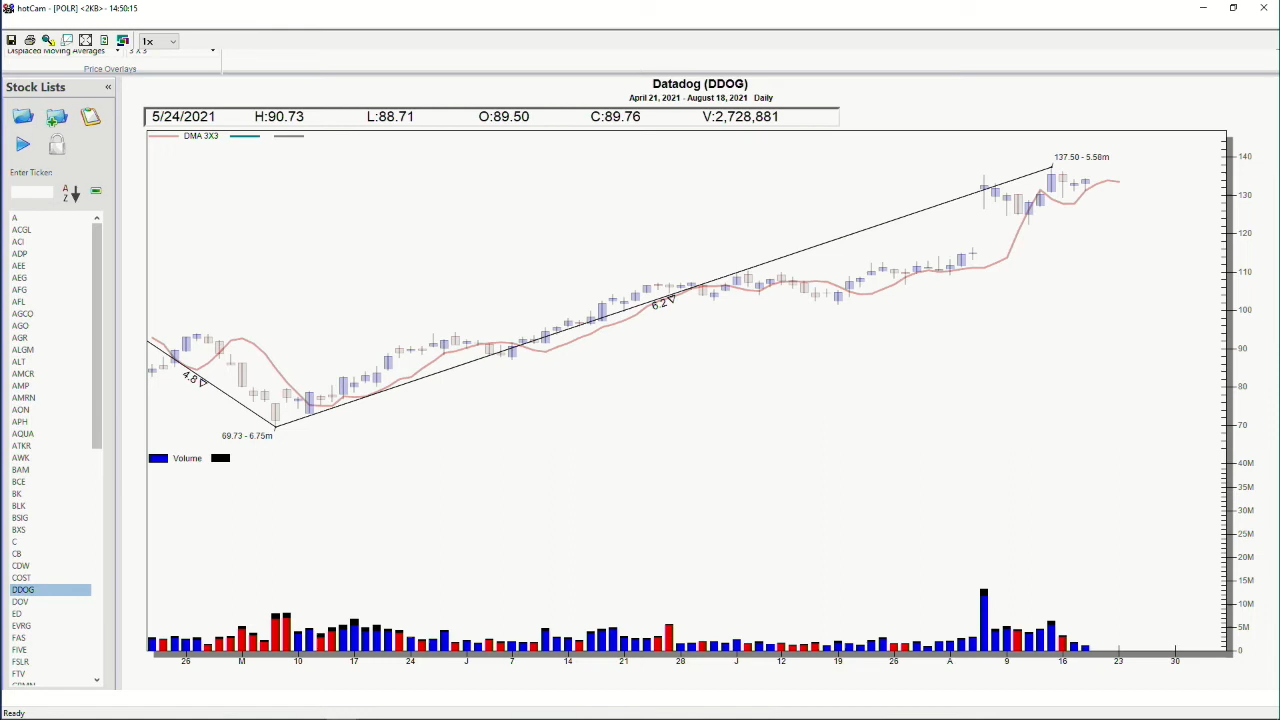 hotCam - [POLR] <2KB> - 14:50:15
1x
Displaced Moving Averages 3 X 3
Price Overlays
Stock Lists «
Datadog (DDOG)
April 21, 2021 - August 18, 2021 Daily
5/24/2021 H:90.73 L:88.71 O:89.50 C:89.76 V:2,728,881
DMA 3X3
Enter Ticker:
A
Z
A
ACGL
ACI
ADP
AEE
AEG
AFG
AFL
AGCO
AGO
AGR
ALGM
ALT
AMCR
AMP
AMRN
AON
APH
AQUA
ATKR
AWK
BAM
BCE
BK
BLK
BSIG
BXS
C
CB
CDW
COST
DDOG
DOV
ED
EVRG
FAS
FIVE
FSLR
FTV
137.50 - 5.58m
6.2
4.8
69.73 - 6.75m
140
130
120
110
100
90
80
70
Volume
40M
35M
30M
25M
20M
15M
10M
5M
0
26 M 10 17 24 J 7 14 21 28 J 12 19 26 A 9 16 23 30
Ready